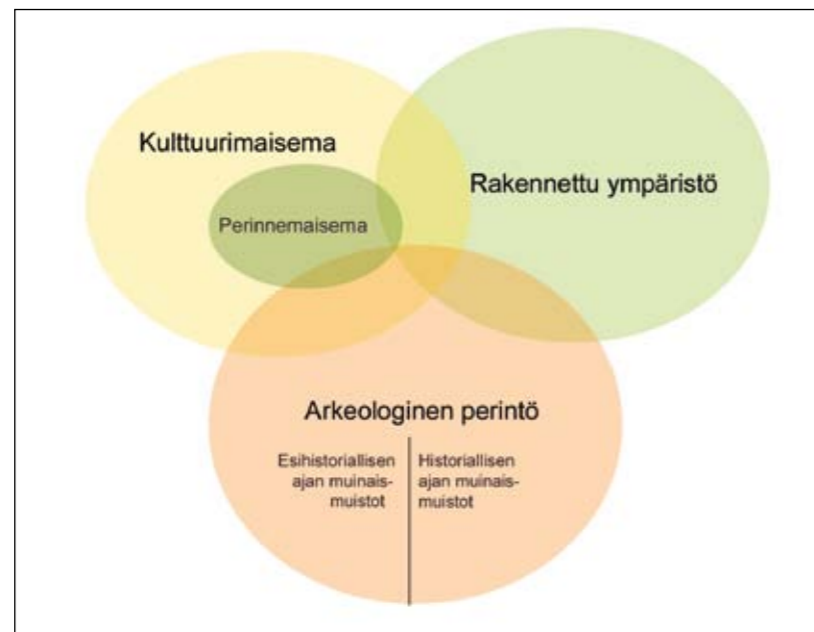 Kulttuurimaisema
Rakennettu ympäristö
Perinnemaisema
Arkeologinen perintö
Esihistoriallisen
ajan muinais-
muistot
Historiallisen
ajan muinais-
muistot